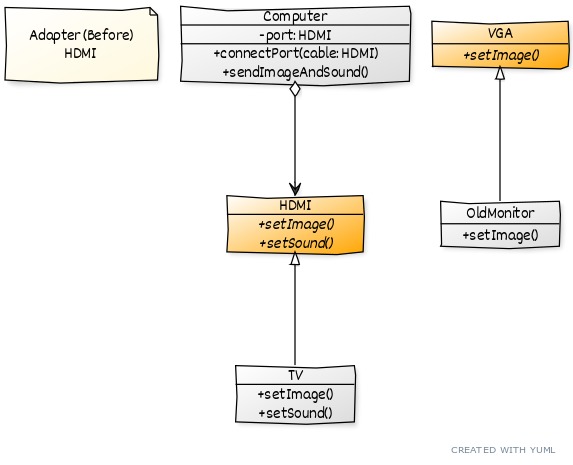 Adapter (Before)
HDMI
Computer
-port: HDMI
+connectPort(cable: HDMI)
+sendImageAndSound()
VGA
+setImage()
HDMI
+setImage()
+setSound()
OldMonitor
+setImage()
TV
+setImage()
+setSound()
CREATED WITH YUML